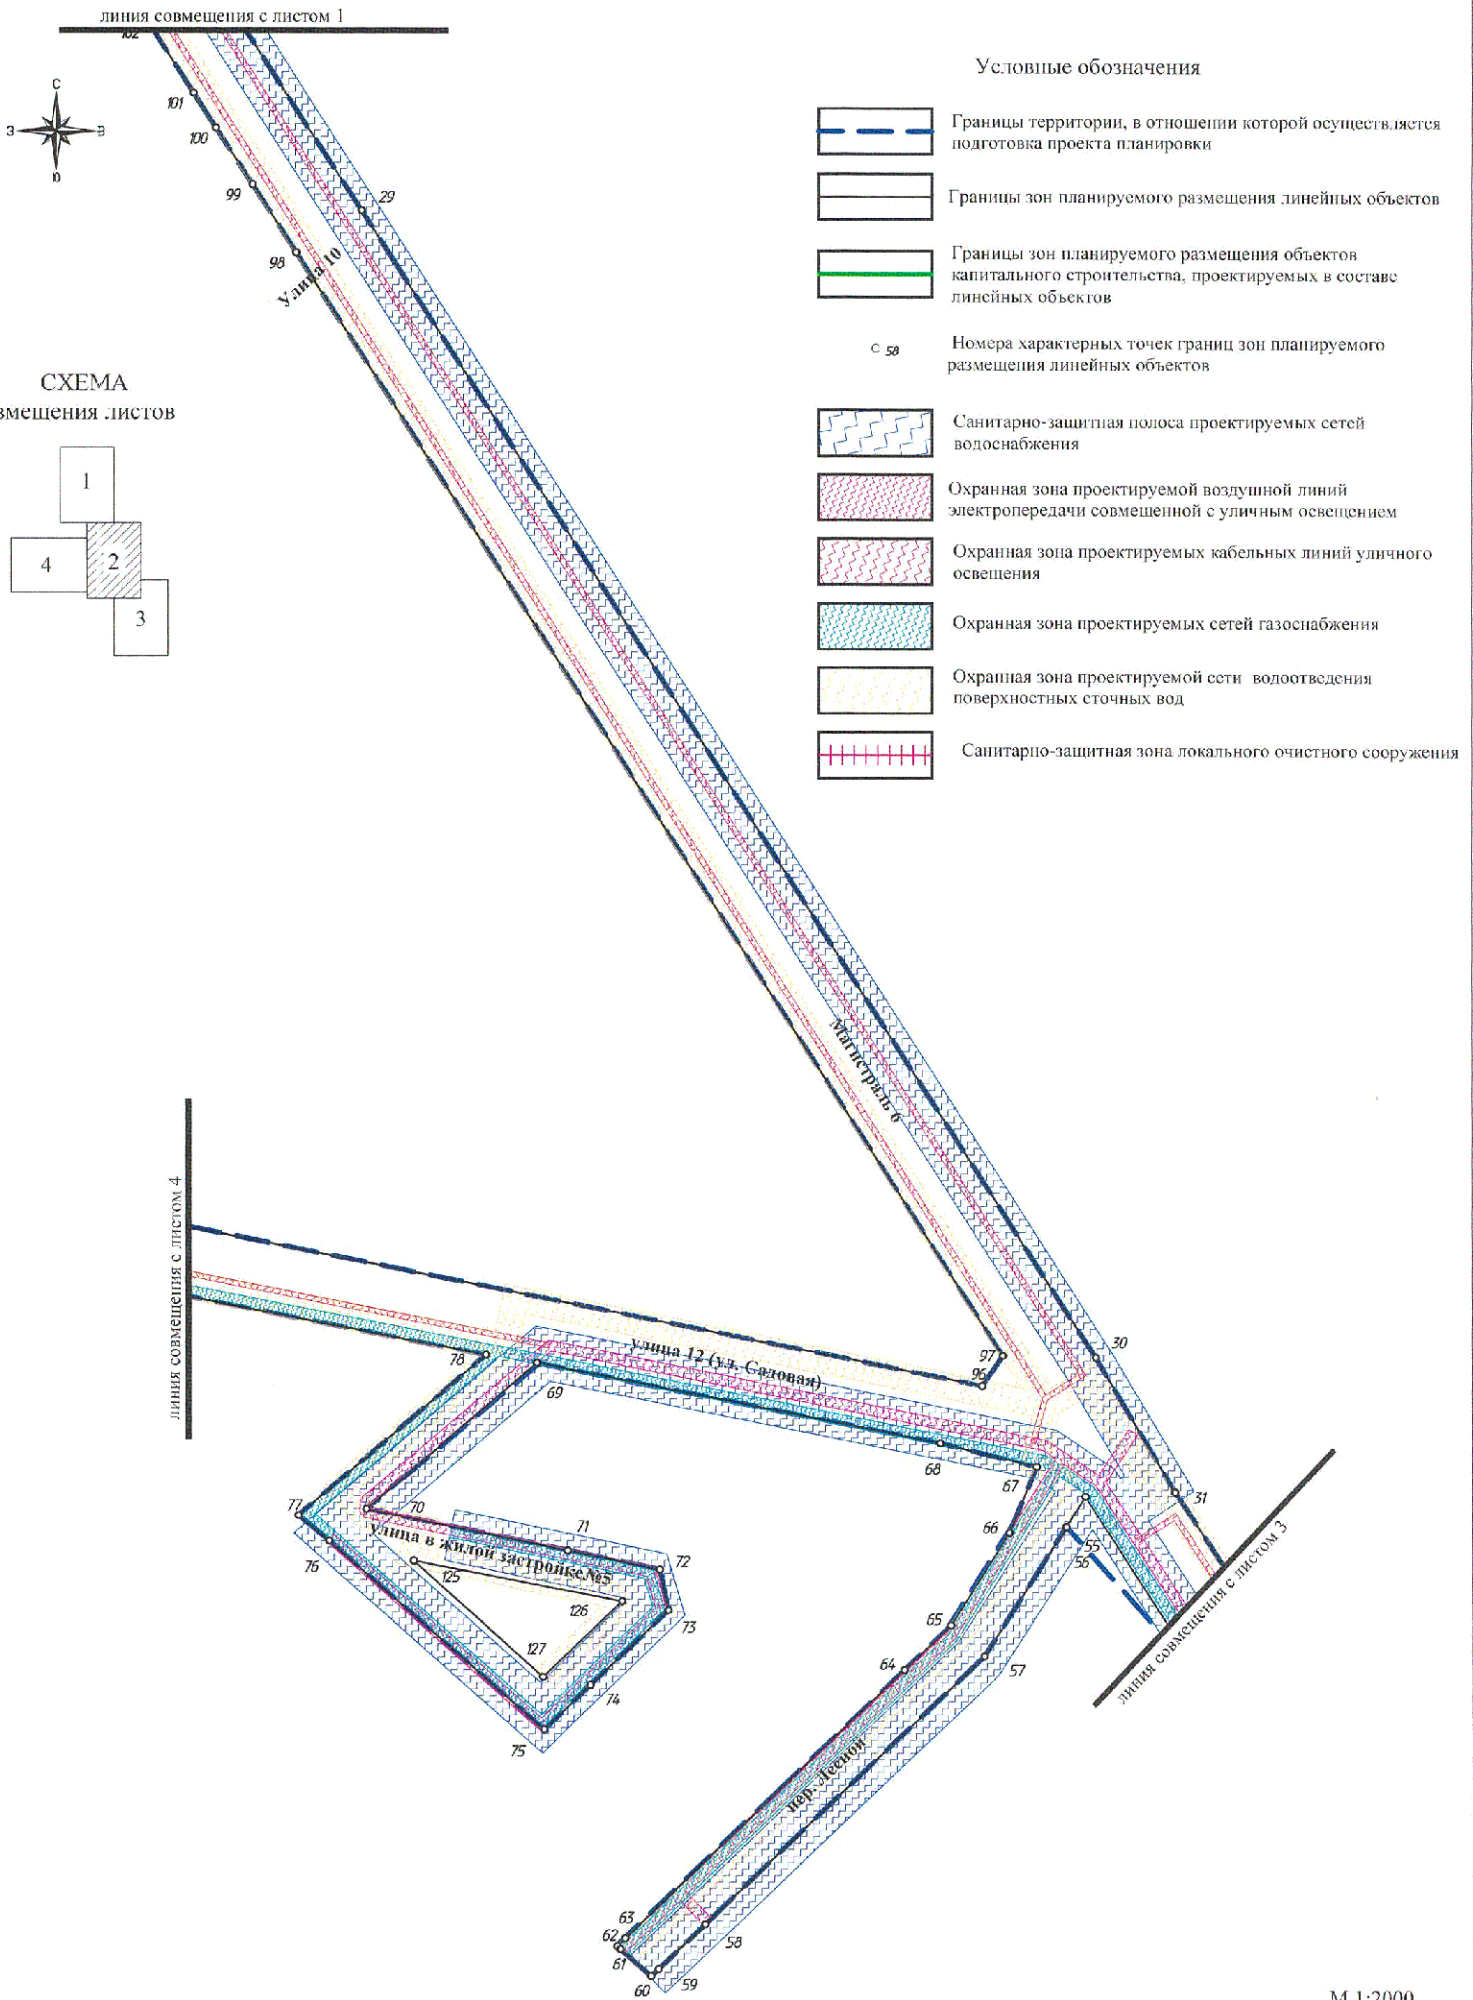 линия совмещения с листом 1
Условные обозначения
Границы территории, в отношении которой осуществляется
подготовка проекта планировки
Границы зон планируемого размещения линейных объектов
Границы зон планируемого размещения объектов
капитального строительства, проектируемых в составе
линейных объектов
58
Номера характерных точек границ зон планируемого
размещения линейных объектов
Санитарно-защитная полоса проектируемых сетей
водоснабжения
Охранная зона проектируемой воздушной линий
электропередачи совмещенной с уличным освещением
Охранная зона проектируемых кабельных линий уличного
освещения
Охранная зона проектируемых сетей газоснабжения
Охранная зона проектируемой сети водоотведения
поверхностных сточных вод
Санитарно-защитная зона локального очистного сооружения
С
З
В
Ю
СХЕМА
змещения листов
1
4
2
3
102
101
100
99
98
29
Улица 10
Магистраль 6
линия совмещения с листом 4
улица 12 (ул. Садовая)
97
96
30
78
69
68
67
31
77
70
71
66
55
56
улица в жилой застройке№5
72
76
125
126
73
65
линия совмещения с листом 3
127
64
57
74
75
пер. Лесной
63
62
61
58
59
60
М 1:2000